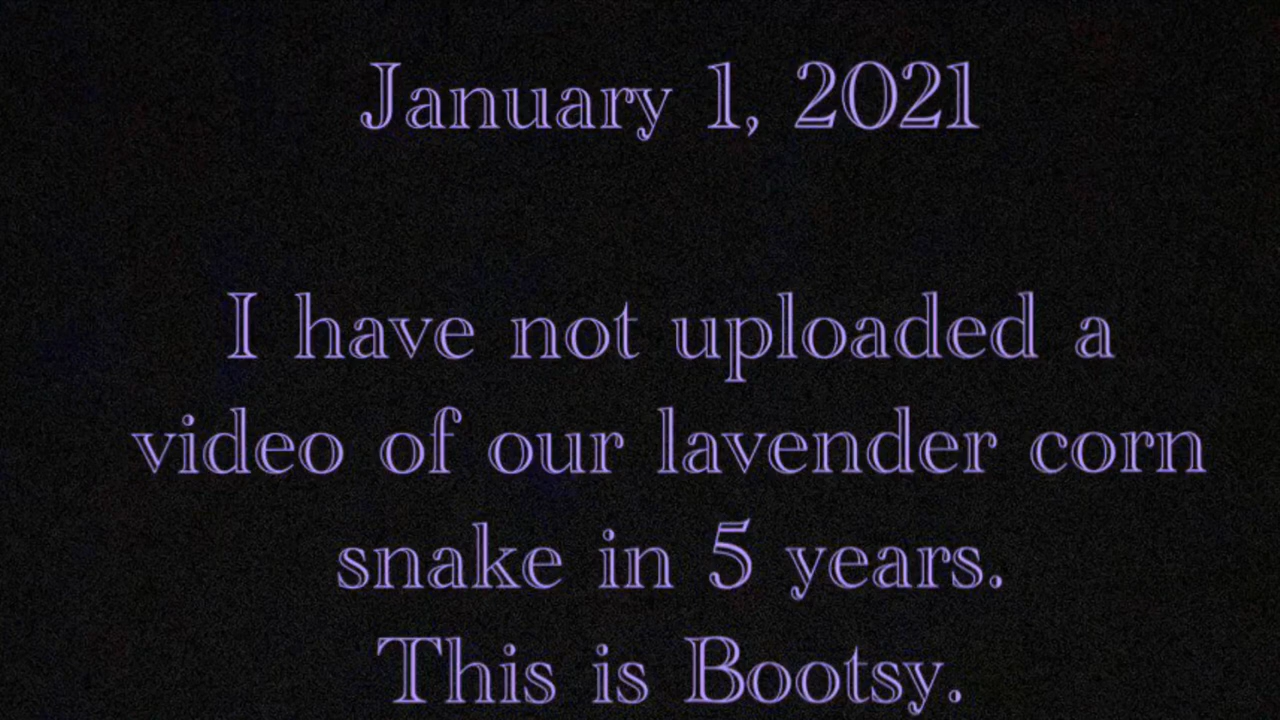 January 1, 2021
I have not uploaded a
video of our lavender corn
snake in 5 years.
This is Bootsy.